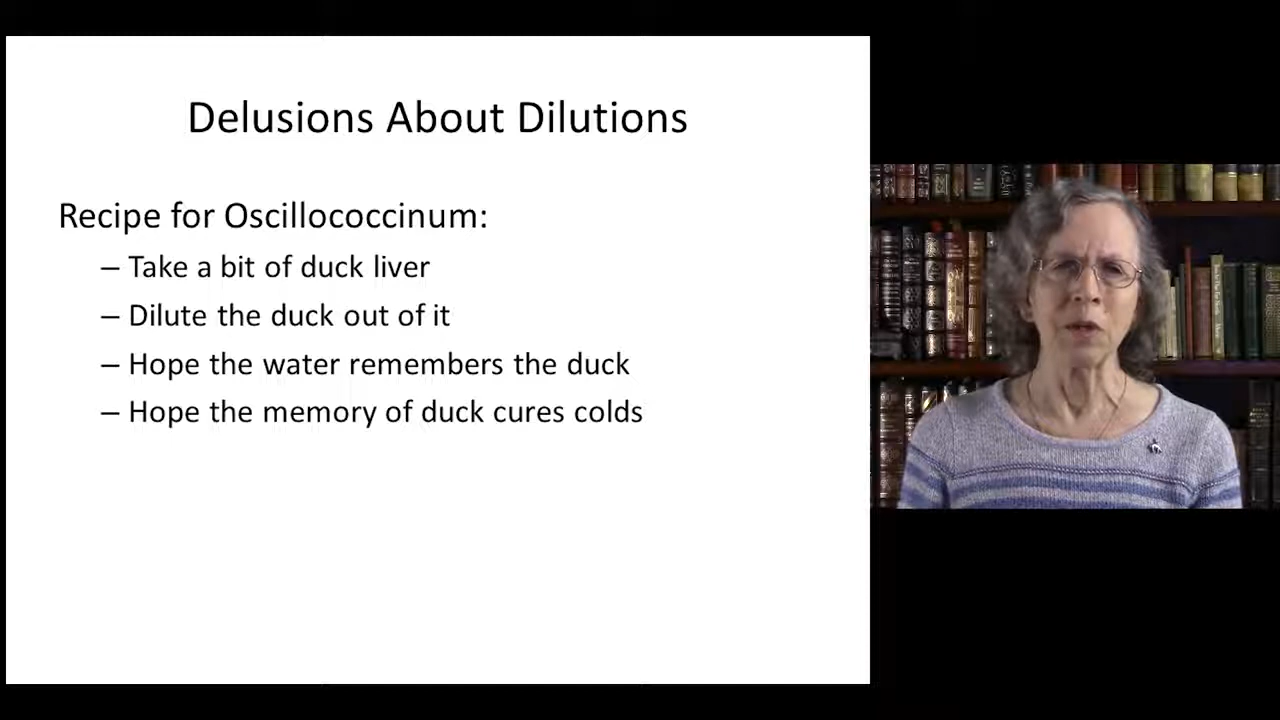 Delusions About Dilutions
Recipe for Oscillococcinum:
– Take a bit of duck liver
– Dilute the duck out of it
– Hope the water remembers the duck
– Hope the memory of duck cures colds